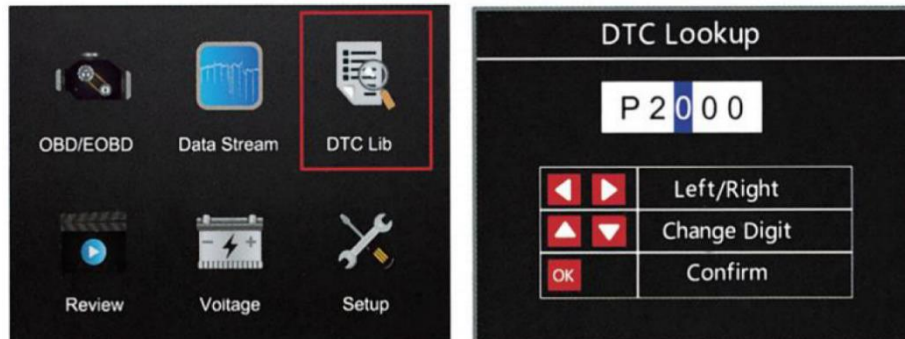 OBD/EOBD Data Stream DTC Lib
Review Voltage Setup
DTC Lookup
P2000
Left/Right
Change Digit
OK Confirm